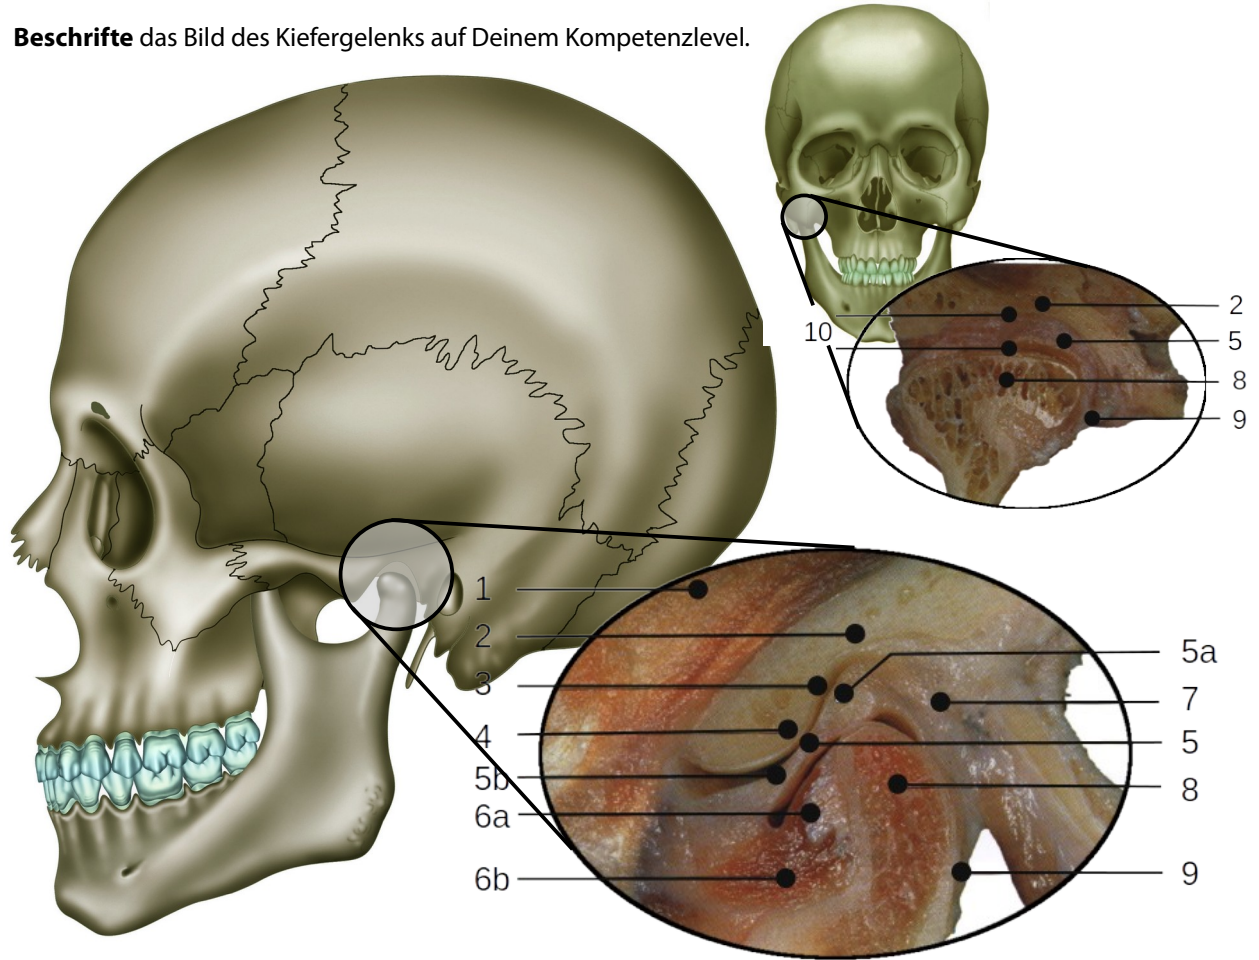 Beschrifte das Bild des Kiefergelenks auf Deinem Kompetenzlevel.
2
10
5
8
9
1
2
3
4
5b
6a
6b
5a
7
5
8
9